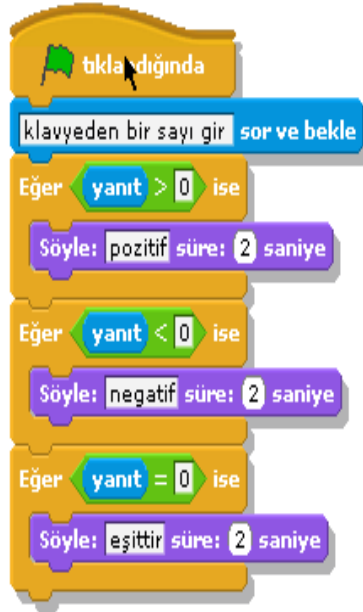 tıklandığında
klavyeden bir sayı gir sor ve bekle
Eğer yanıt > 0 ise
Söyle: pozitif süre: 2 saniye
Eğer yanıt < 0 ise
Söyle: negatif süre: 2 saniye
Eğer yanıt = 0 ise
Söyle: eşittir süre: 2 saniye